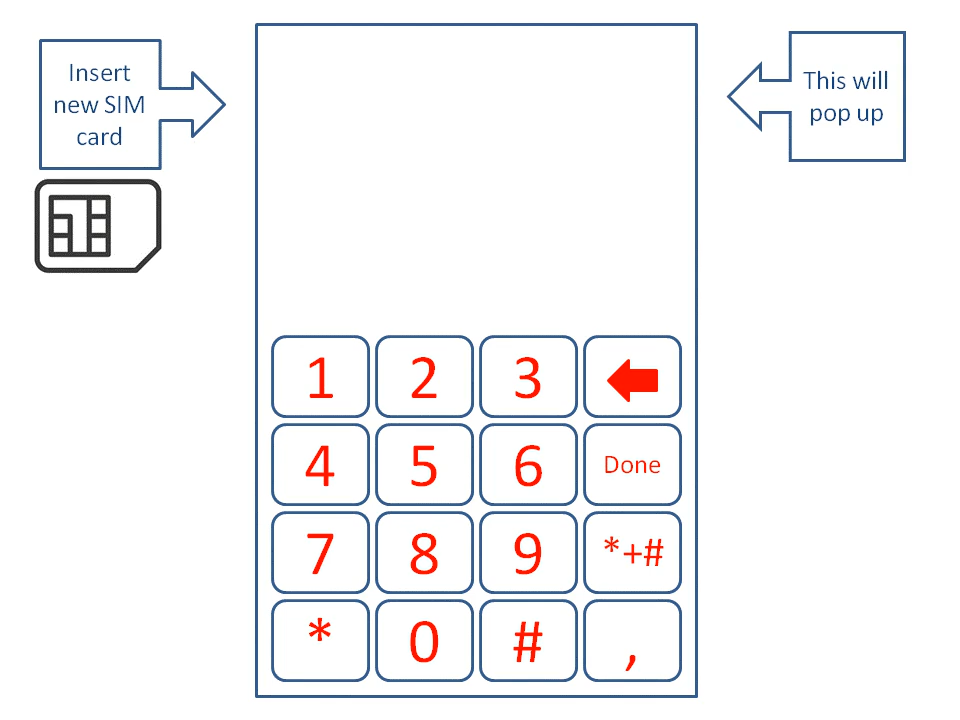 Insert
new SIM
card
This will
pop up
1 2 3
4 5 6 Done
7 8 9 *+#
* 0 # ,